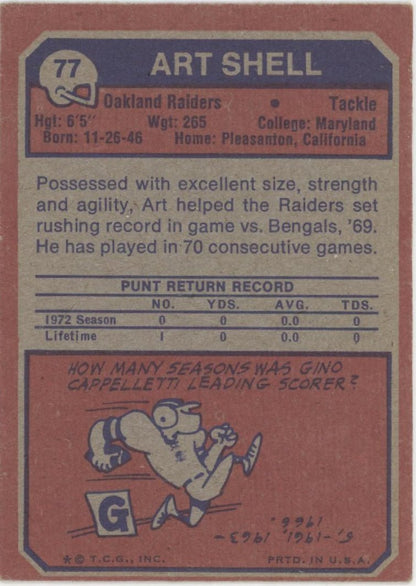 77
ART SHELL
Oakland Raiders • Tackle
Hgt: 6'5" Wgt: 265 College: Maryland
Born: 11-26-46 Home: Pleasanton, California
Possessed with excellent size, strength
and agility, Art helped the Raiders set
rushing record in game vs. Bengals, '69.
He has played in 70 consecutive games.
PUNT RETURN RECORD
NO. YDS. AVG. TDS.
1972 Season 0 0 0.0 0
Lifetime 1 0 0.0 0
HOW MANY SEASONS WAS GINO
CAPPELLETTI LEADING SCORER?
G
5, -1961, 1963-
1966.
* © T.C.G., INC. PRTD. IN U.S.A.